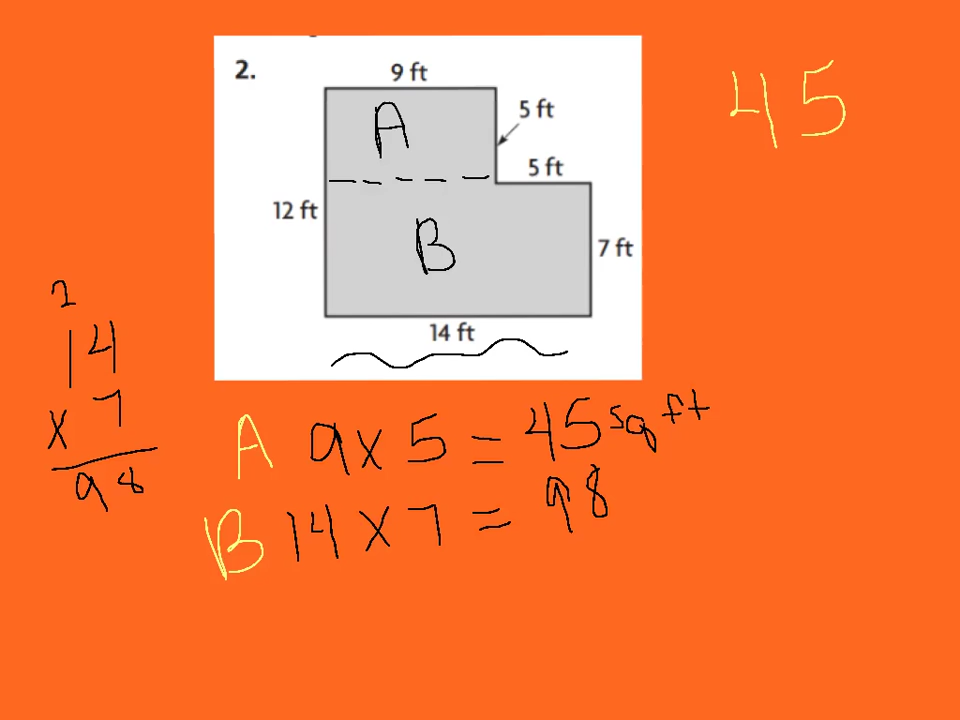 2.
9 ft
45
A
5 ft
5 ft
12 ft
B
7 ft
14 ft
2
14
x 7
98
A 9 x 5 = 45 sq ft
B 14 x 7 = 98